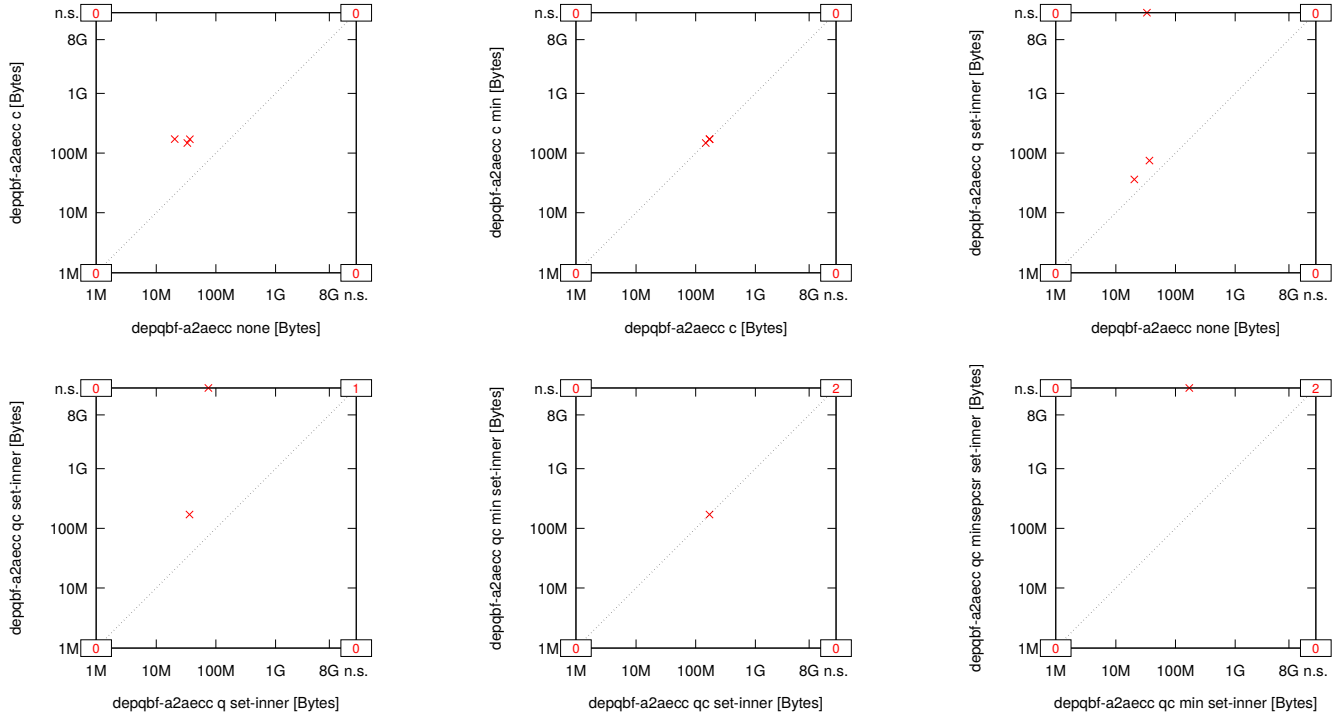 n.s. 0 0
8G
1G
100M
10M
1M 0 0
1M 10M 100M 1G 8G n.s.
depqbf-a2aecc c [Bytes]
depqbf-a2aecc none [Bytes]
0 0
depqbf-a2aecc c min [Bytes]
n.s.
8G
1G
100M
10M
1M 0 0
1M 10M 100M 1G 8G n.s.
depqbf-a2aecc c [Bytes]
n.s. 0 0
8G
1G
100M
10M
1M 0 0
1M 10M 100M 1G 8G n.s.
depqbf-a2aecc q set-inner [Bytes]
depqbf-a2aecc none [Bytes]
n.s. 0 1
8G
1G
100M
10M
1M 0 0
1M 10M 100M 1G 8G n.s.
depqbf-a2aecc qc set-inner [Bytes]
depqbf-a2aecc q set-inner [Bytes]
n.s. 0 2
8G
1G
100M
10M
1M 0 0
1M 10M 100M 1G 8G n.s.
depqbf-a2aecc qc min set-inner [Bytes]
depqbf-a2aecc qc set-inner [Bytes]
n.s. 0 2
8G
1G
100M
10M
1M 0 0
1M 10M 100M 1G 8G n.s.
depqbf-a2aecc qc minsepcsr set-inner [Bytes]
depqbf-a2aecc qc min set-inner [Bytes]